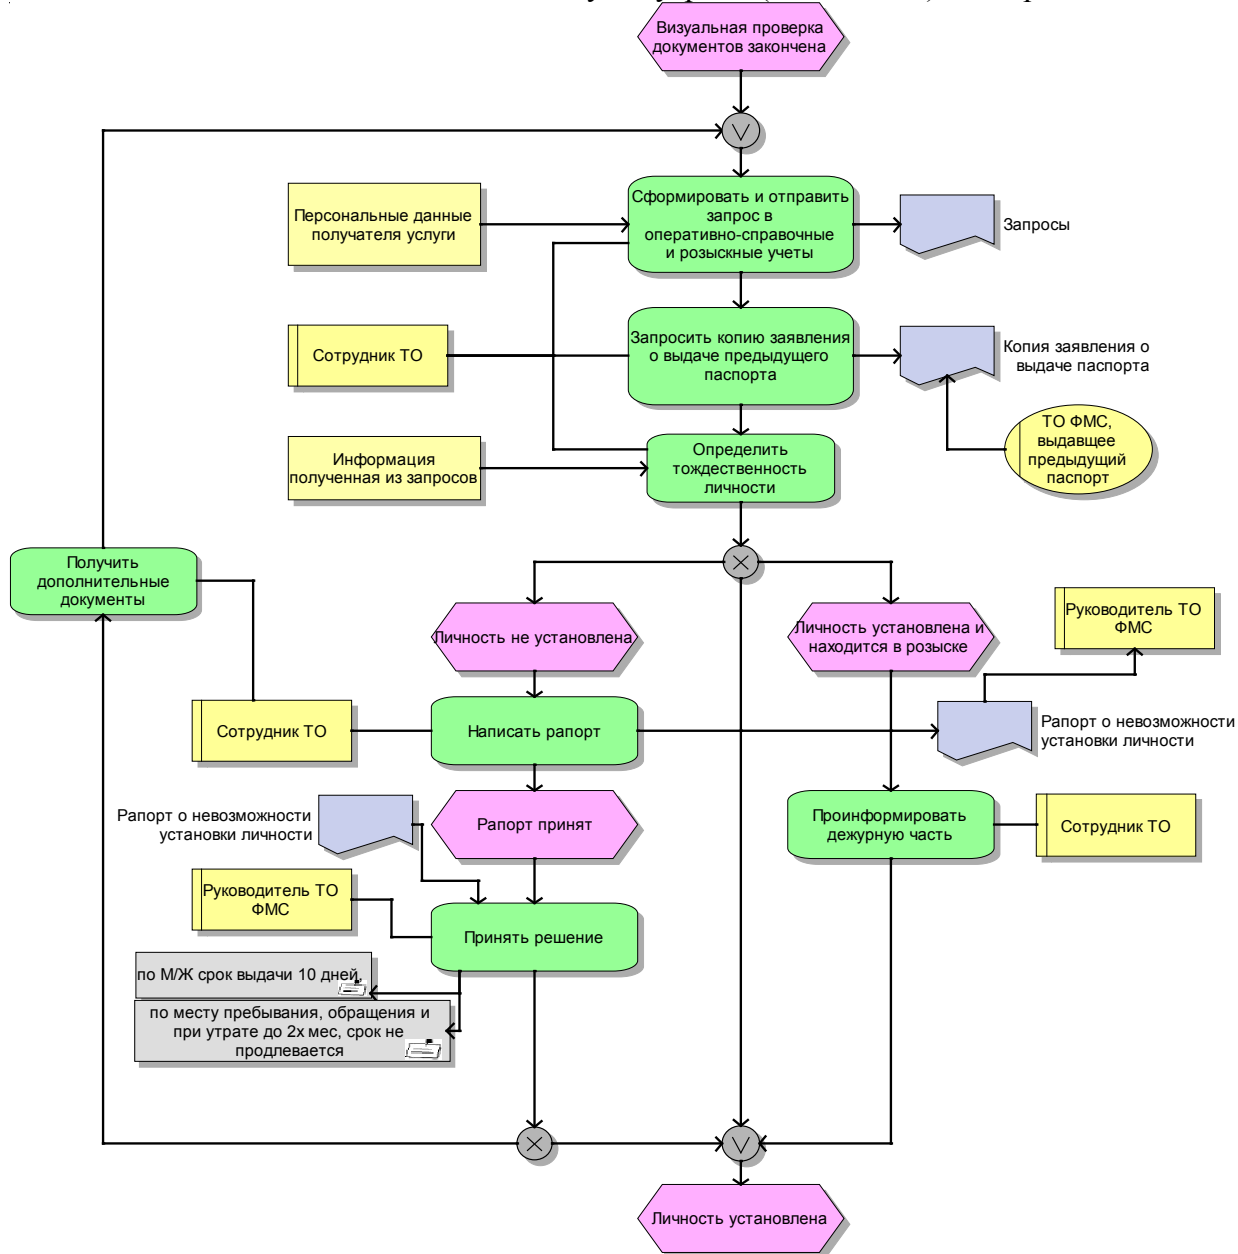 Визуальная проверка
документов закончена
Сформировать и отправить
запрос в
оперативно-справочные
и розыскные учеты
Персональные данные
получателя услуги
Запросы
Сотрудник ТО
Запросить копию заявления
о выдаче предыдущего
паспорта
Копия заявления о
выдаче паспорта
ТО ФМС,
выдавшее
предыдущий
паспорт
Информация
полученная из запросов
Определить
тождественность
личности
Получить
дополнительные
документы
Личность не установлена
Личность установлена и
находится в розыске
Руководитель ТО
ФМС
Сотрудник ТО
Написать рапорт
Рапорт о невозможности
установки личности
Рапорт о невозможности
установки личности
Рапорт принят
Проинформировать
дежурную часть
Сотрудник ТО
Руководитель ТО
ФМС
Принять решение
по М/Ж срок выдачи 10 дней,
по месту пребывания, обращения и
при утрате до 2х мес, срок не
продлевается
Личность установлена